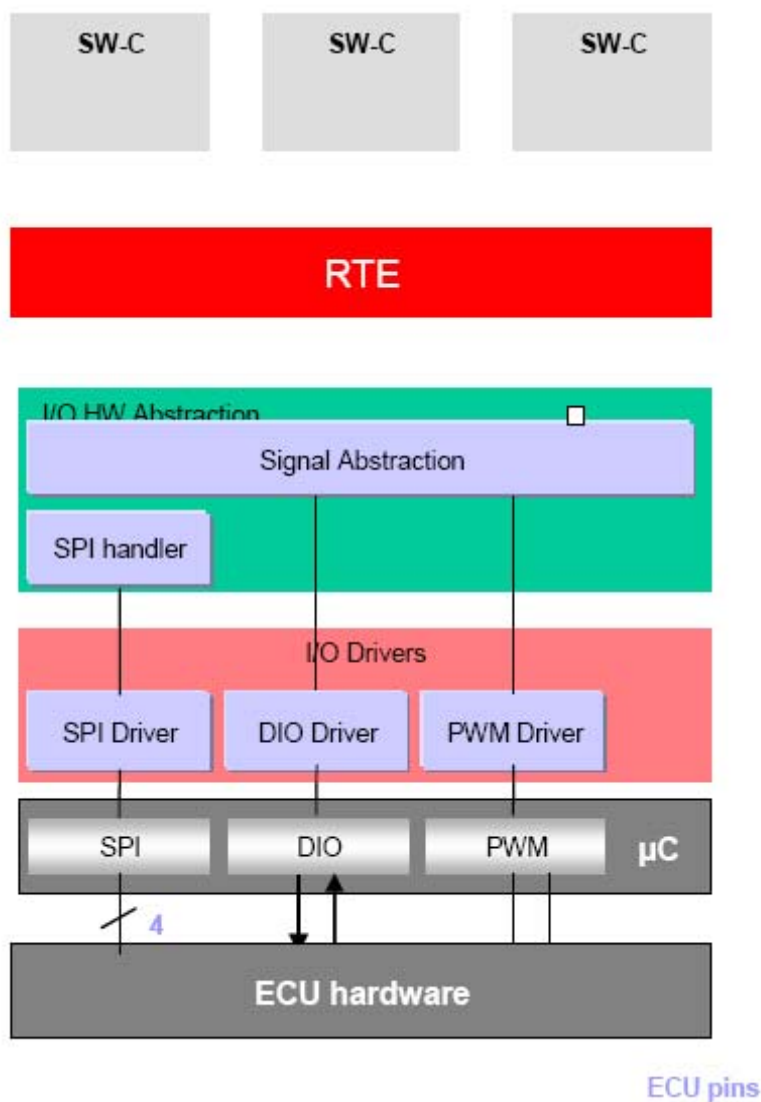 SW-C SW-C SW-C
RTE
I/O HW Abstraction
Signal Abstraction
SPI handler
I/O Drivers
SPI Driver DIO Driver PWM Driver
SPI DIO PWM µC
4
ECU hardware
ECU pins